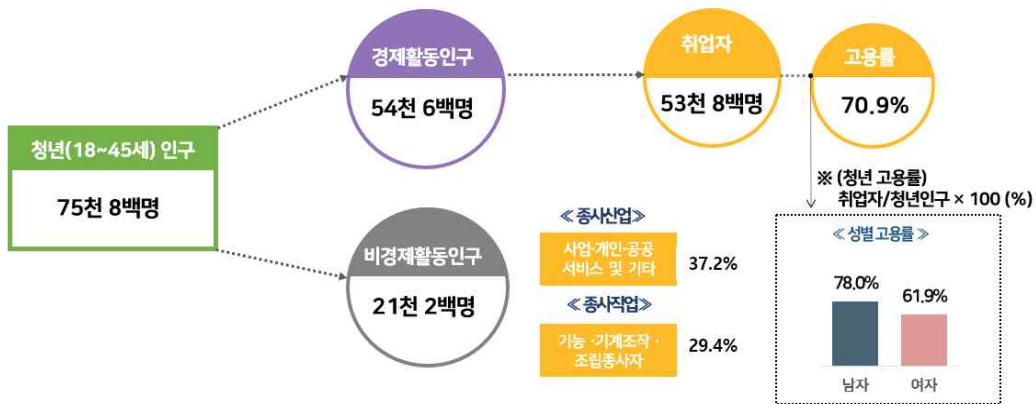 청년(18~45세) 인구
75천 8백명
경제활동인구
54천 6백명
비경제활동인구
21천 2백명
취업자
53천 8백명
고용률
70.9%
※ (청년 고용률)
취업자/청년인구 × 100 (%)
≪ 종사산업≫
사업·개인·공공
서비스 및 기타
37.2%
≪ 종사직업≫
기능 ·기계조작 ·
조립종사자
29.4%
≪ 성별 고용률 ≫
78.0%
61.9%
남자
여자